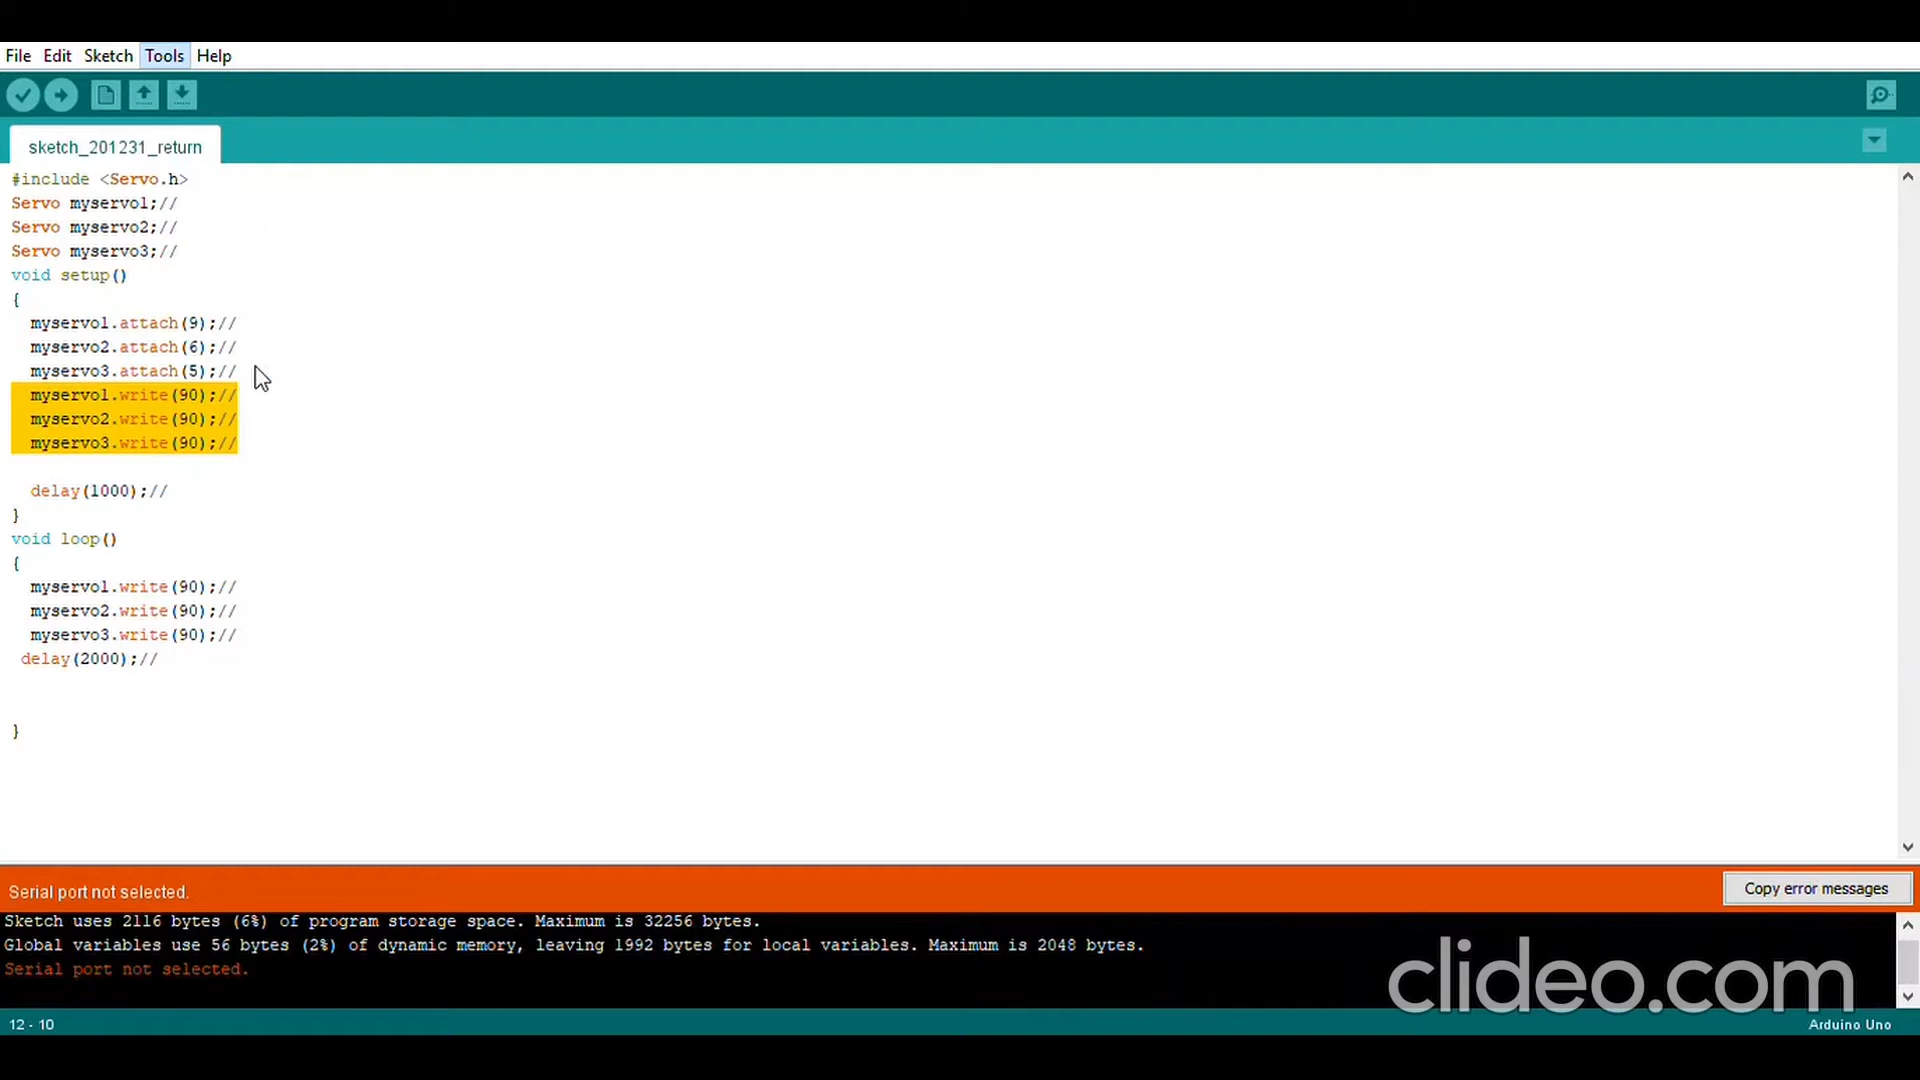 File Edit Sketch Tools Help
sketch_201231_return
#include <Servo.h>
Servo myservo1;//
Servo myservo2;//
Servo myservo3;//
void setup()
{
myservo1.attach(9);//
myservo2.attach(6);//
myservo3.attach(5);//
myservo1.write(90);//
myservo2.write(90);//
myservo3.write(90);//
delay(1000);//
}
void loop()
{
myservo1.write(90);//
myservo2.write(90);//
myservo3.write(90);//
delay(2000);//
}
Serial port not selected.
Copy error messages
Sketch uses 2116 bytes (6%) of program storage space. Maximum is 32256 bytes.
Global variables use 56 bytes (2%) of dynamic memory, leaving 1992 bytes for local variables. Maximum is 2048 bytes.
Serial port not selected.
clideo.com
12 - 10
Arduino Uno